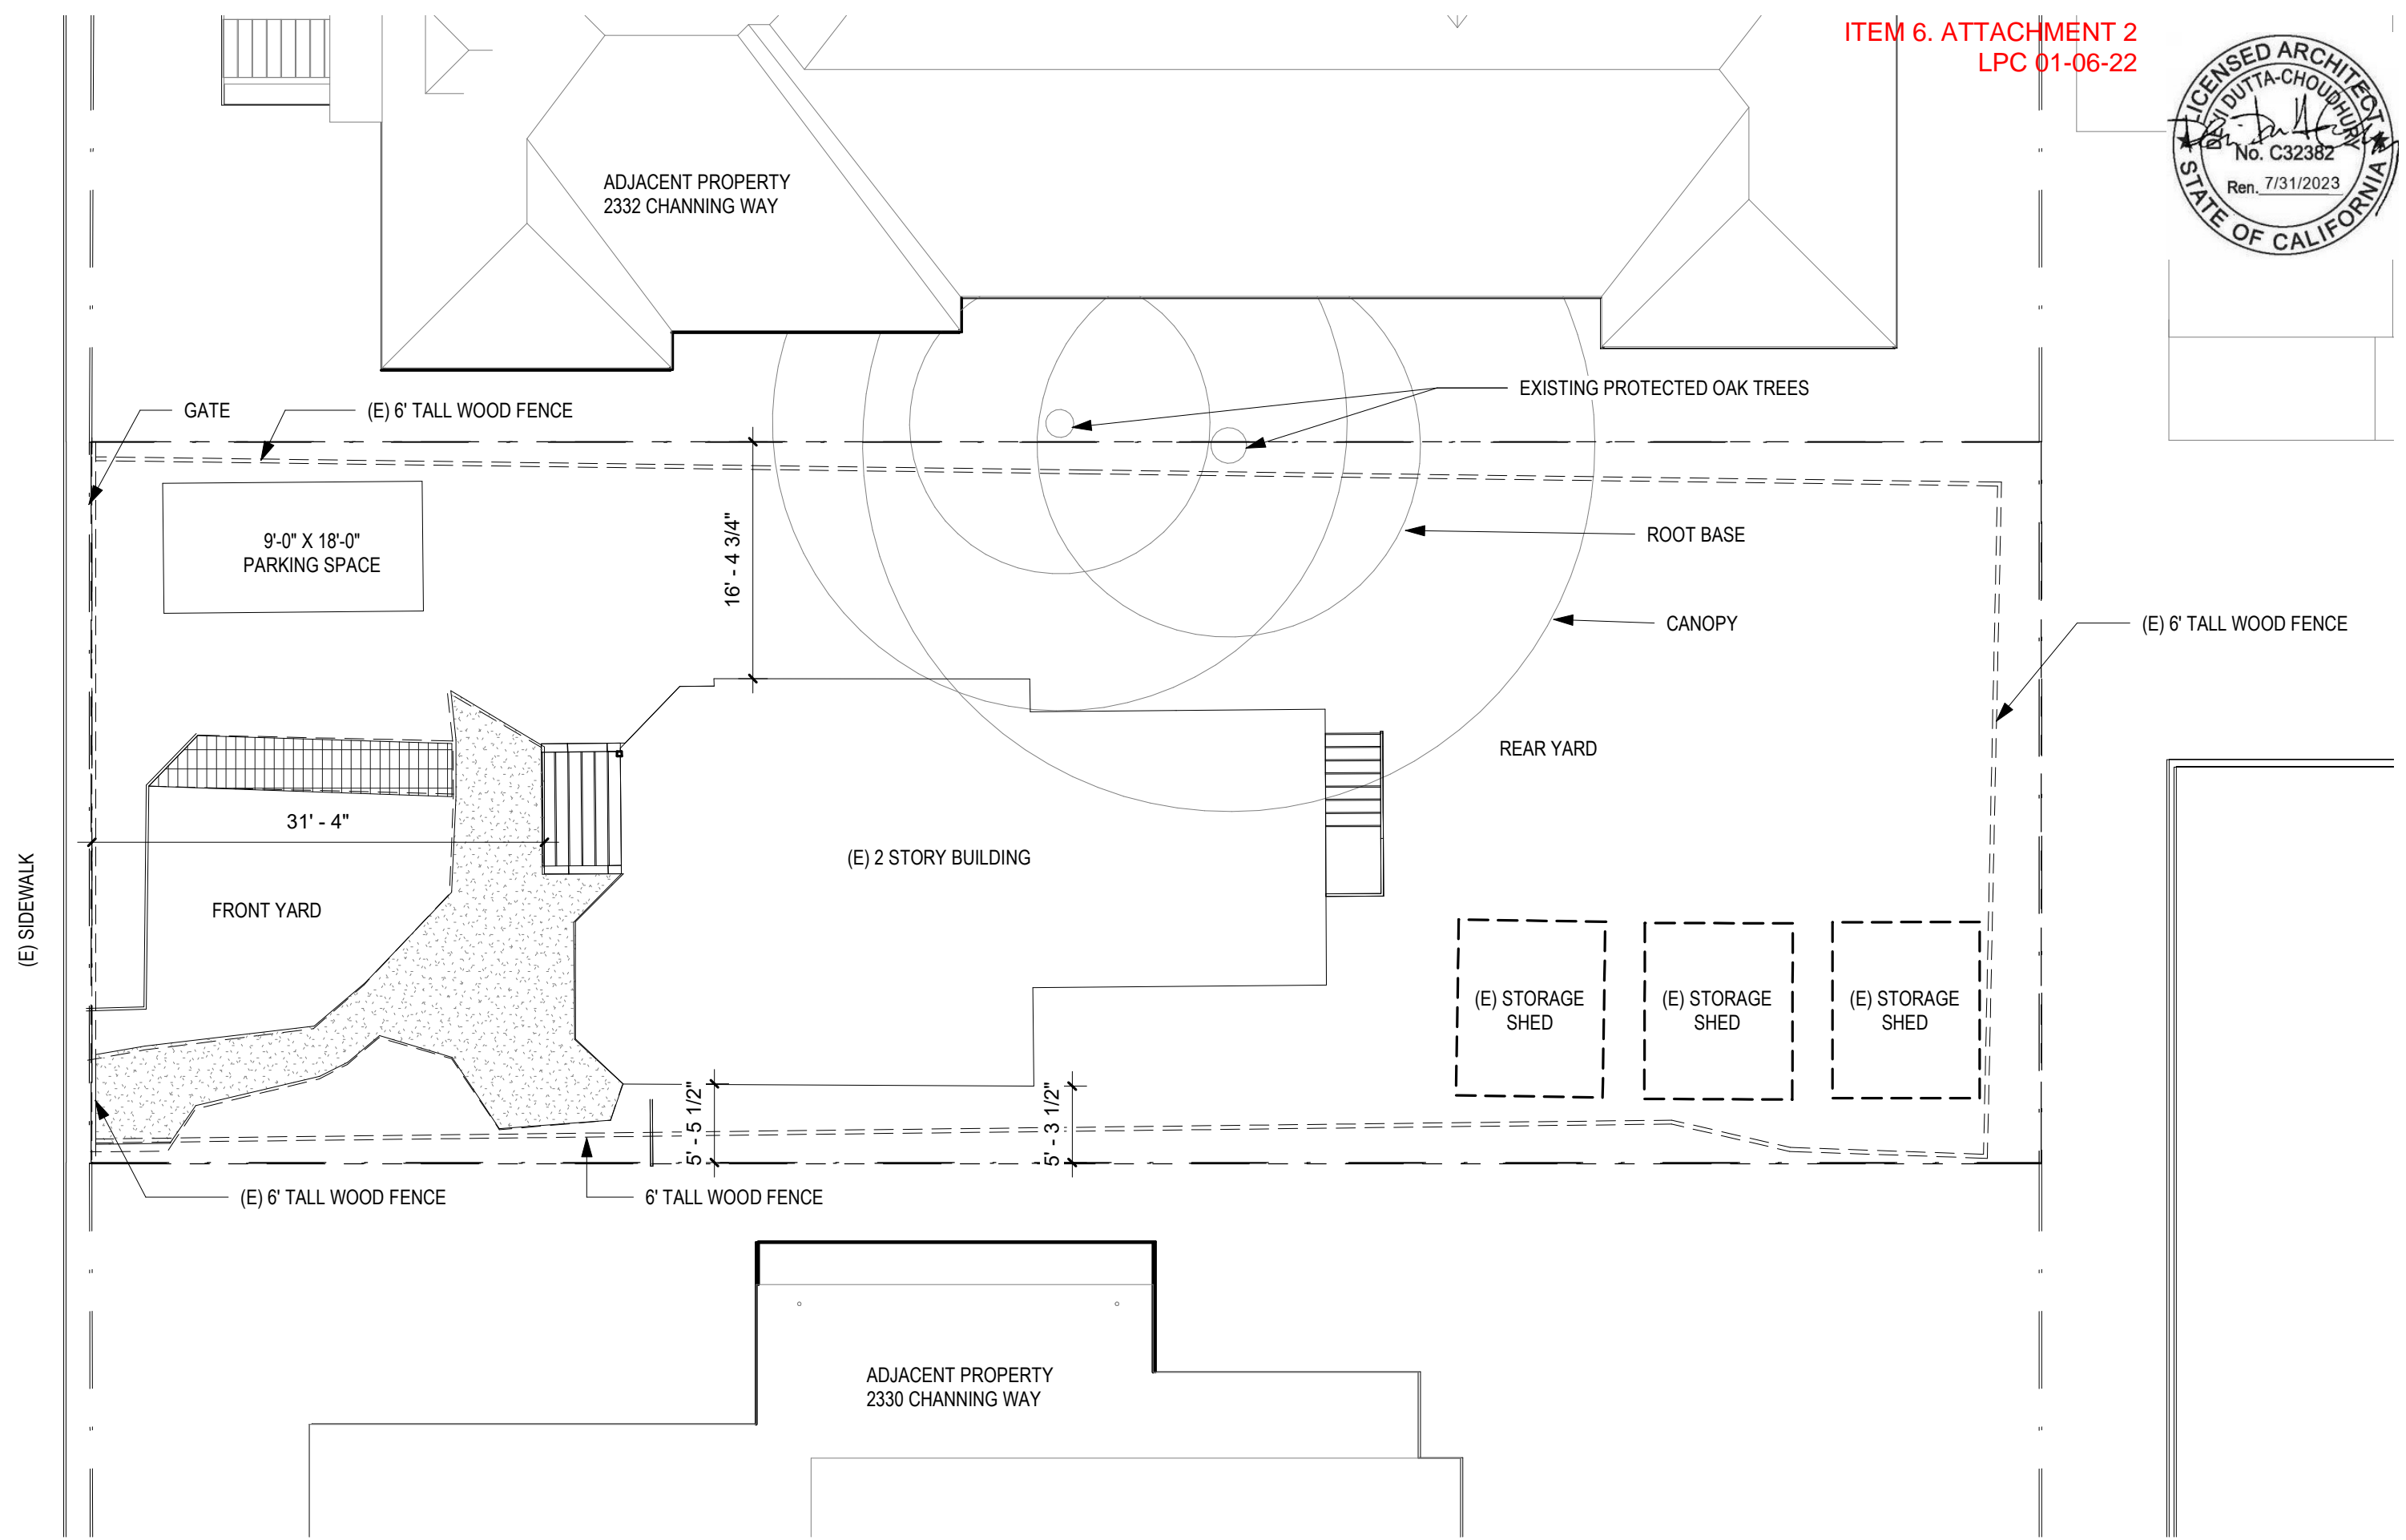 ITEM 6. ATTACHMENT 2
LPC 01-06-22
LICENSED ARCHITECT
DEVI DUTTA-CHOUDHURY
No. C32382
Ren. 7/31/2023
STATE OF CALIFORNIA
ADJACENT PROPERTY
2332 CHANNING WAY
EXISTING PROTECTED OAK TREES
GATE
(E) 6' TALL WOOD FENCE
9'-0" X 18'-0"
PARKING SPACE
16' - 4 3/4"
ROOT BASE
CANOPY
(E) 6' TALL WOOD FENCE
REAR YARD
31' - 4"
(E) 2 STORY BUILDING
(E) SIDEWALK
FRONT YARD
(E) STORAGE
SHED
(E) STORAGE
SHED
(E) STORAGE
SHED
5' - 5 1/2"
5' - 3 1/2"
(E) 6' TALL WOOD FENCE
6' TALL WOOD FENCE
ADJACENT PROPERTY
2330 CHANNING WAY